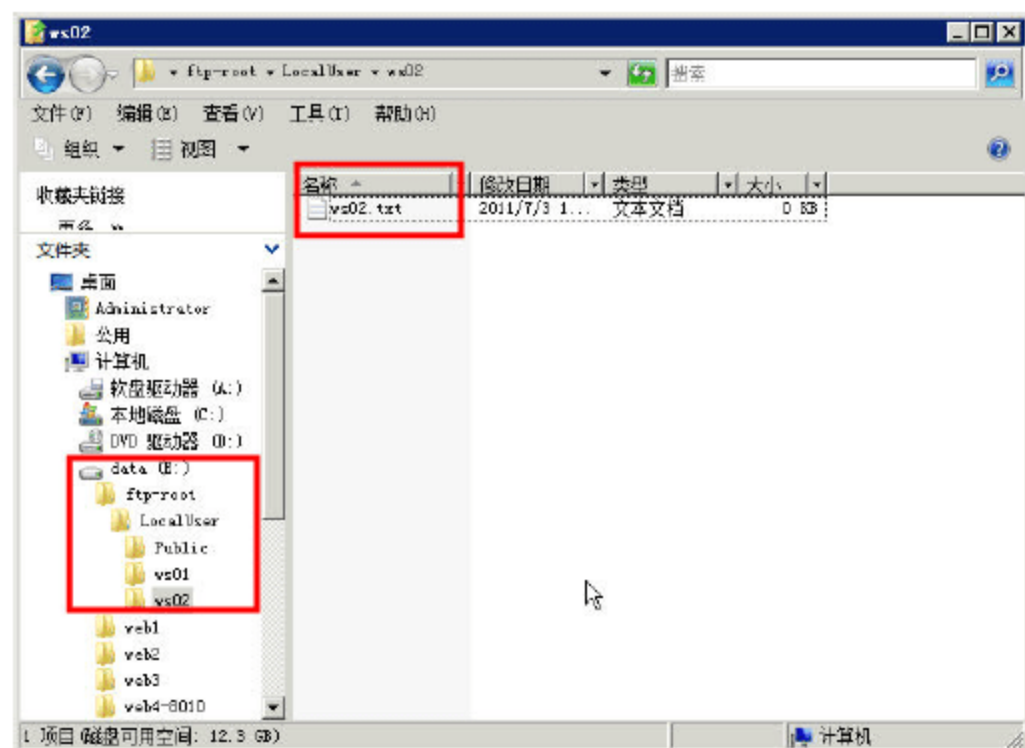 ws02
ftp-root LocalUser ws02 搜索
文件(F) 编辑(E) 查看(V) 工具(T) 帮助(H)
组织 视图
收藏夹链接
名称 修改日期 类型 大小
ws02.txt 2011/7/3 1... 文本文档 0 KB
更多 »
文件夹
桌面
Administrator
公用
计算机
软盘驱动器 (A:)
本地磁盘 (C:)
DVD 驱动器 (D:)
data (E:)
ftp-root
LocalUser
Public
ws01
ws02
web1
web2
web3
web4-8010
1 项目(磁盘可用空间: 12.3 GB) 计算机